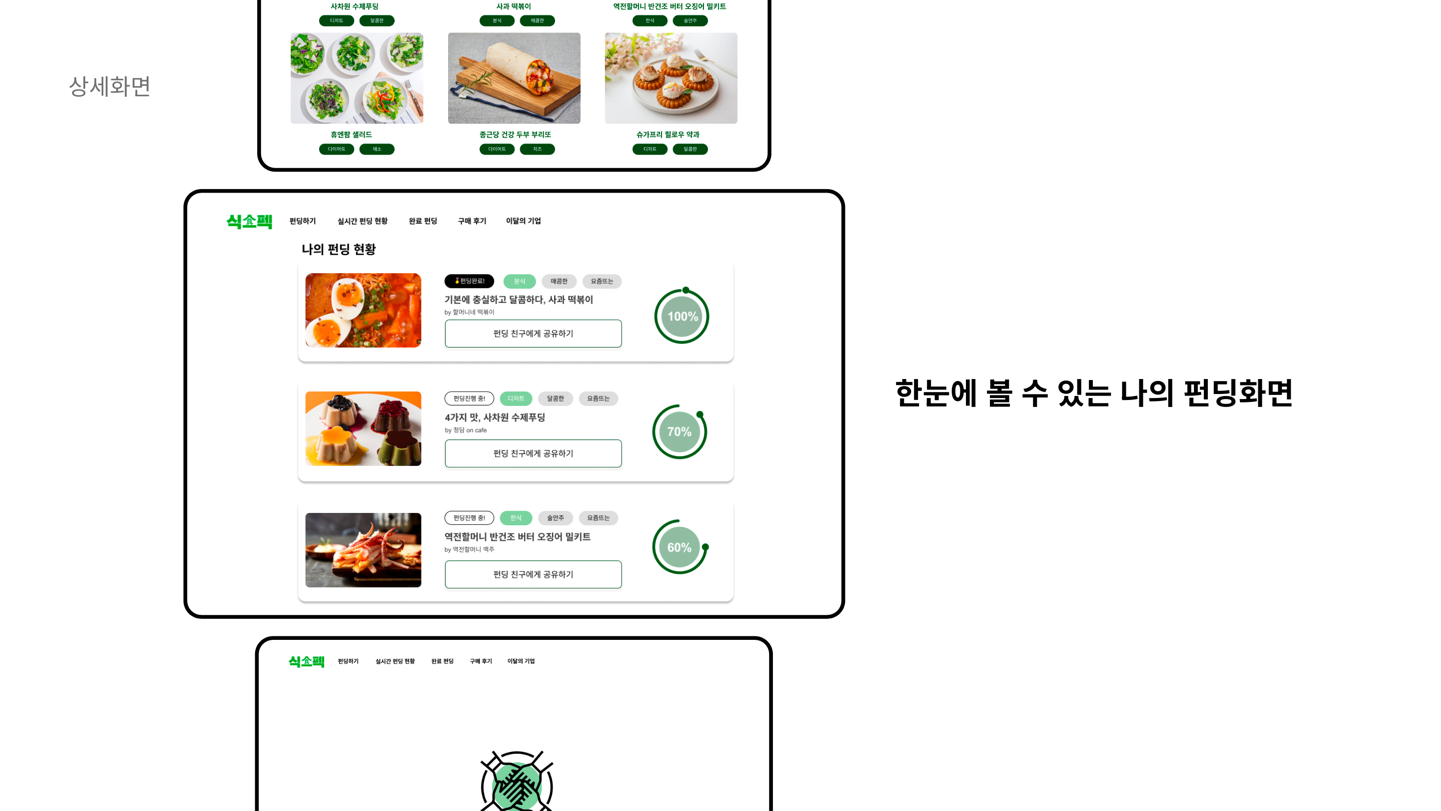 사차원 수제푸딩
디저트 달콤한
사과 떡볶이
분식 매콤한
역전할머니 반건조 버터 오징어 밀키트
한식 술안주
상세화면
휴엔팜 샐러드
다이어트 채소
종근당 건강 두부 부리또
다이어트 치즈
슈가프리 힐로우 약과
디저트 달콤한
식쇼펙 펀딩하기 실시간 펀딩 현황 완료 펀딩 구매 후기 이달의 기업
나의 펀딩 현황
펀딩완료! 분식 매콤한 요즘뜨는
기본에 충실하고 달콤하다, 사과 떡볶이
by 할머니네 떡볶이
펀딩 친구에게 공유하기
100%
펀딩진행 중! 디저트 달콤한 요즘뜨는
4가지 맛, 사차원 수제푸딩
by 청담 on cafe
펀딩 친구에게 공유하기
70%
펀딩진행 중! 한식 술안주 요즘뜨는
역전할머니 반건조 버터 오징어 밀키트
by 역전할머니 맥주
펀딩 친구에게 공유하기
60%
한눈에 볼 수 있는 나의 펀딩화면
식쇼펙 펀딩하기 실시간 펀딩 현황 완료 펀딩 구매 후기 이달의 기업